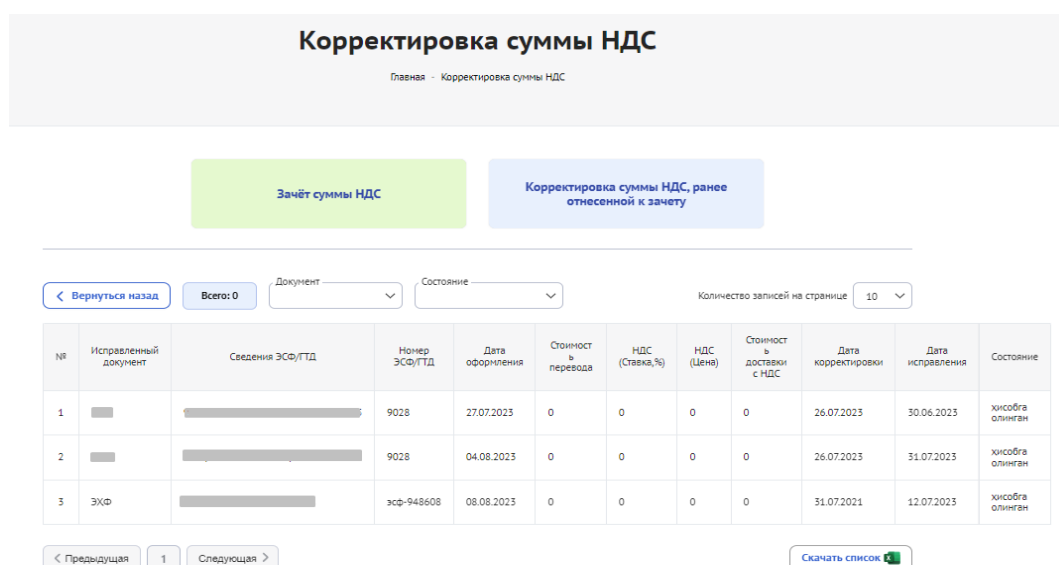 Корректировка суммы НДС
Главная - Корректировка суммы НДС
Зачёт суммы НДС
Корректировка суммы НДС, ранее
отнесенной к зачету
Вернуться назад
Всего: 0
Документ
Состояние
Количество записей на странице
10
№
Исправленный
документ
Сведения ЭСФ/ГТД
Номер
ЭСФ/ГТД
Дата
оформления
Стоимост
ь
перевода
НДС
(Ставка,%)
НДС
(Цена)
Стоимост
ь
доставки
с НДС
Дата
корректировки
Дата
исправления
Состояние
1 9028 27.07.2023 0 0 0 0 26.07.2023 30.06.2023 ҳисобга
олинган
2 9028 04.08.2023 0 0 0 0 26.07.2023 31.07.2023 ҳисобга
олинган
3 ЭХФ эсф-948608 08.08.2023 0 0 0 0 31.07.2021 12.07.2023 ҳисобга
олинган
Предыдущая 1 Следующая
Скачать список